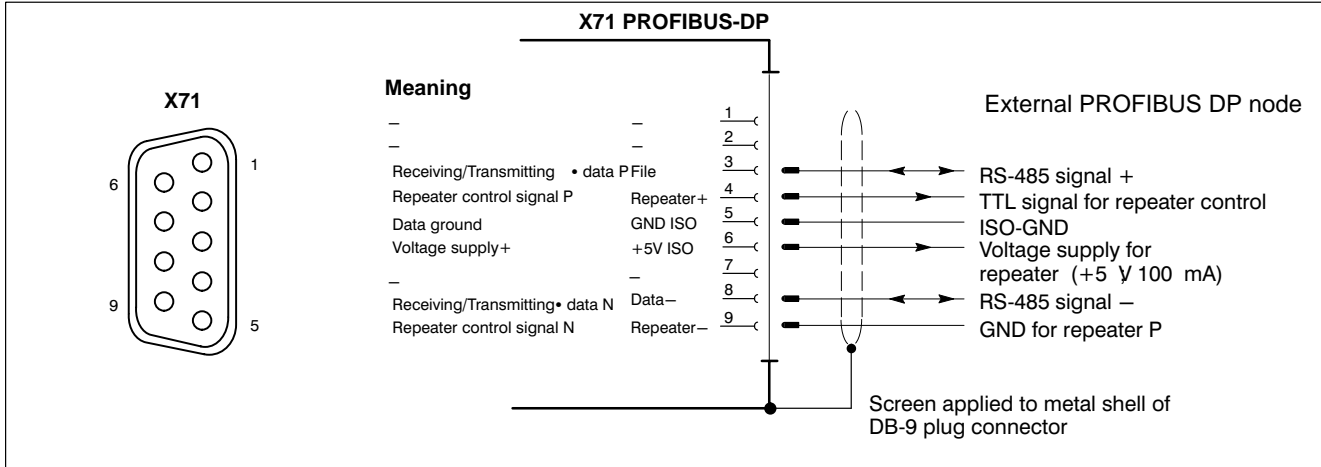 X71 PROFIBUS-DP
X71
1
6
9
5
Meaning
External PROFIBUS DP node
– – 1
– – 2
Receiving/Transmitting • data P File 3 RS-485 signal +
Repeater control signal P Repeater+ 4 TTL signal for repeater control
Data ground GND ISO 5 ISO-GND
Voltage supply+ +5V ISO 6 Voltage supply for
repeater (+5 V/ 100 mA)
– – 7
Receiving/Transmitting• data N Data– 8 RS-485 signal –
Repeater control signal N Repeater– 9 GND for repeater P
Screen applied to metal shell of
DB-9 plug connector